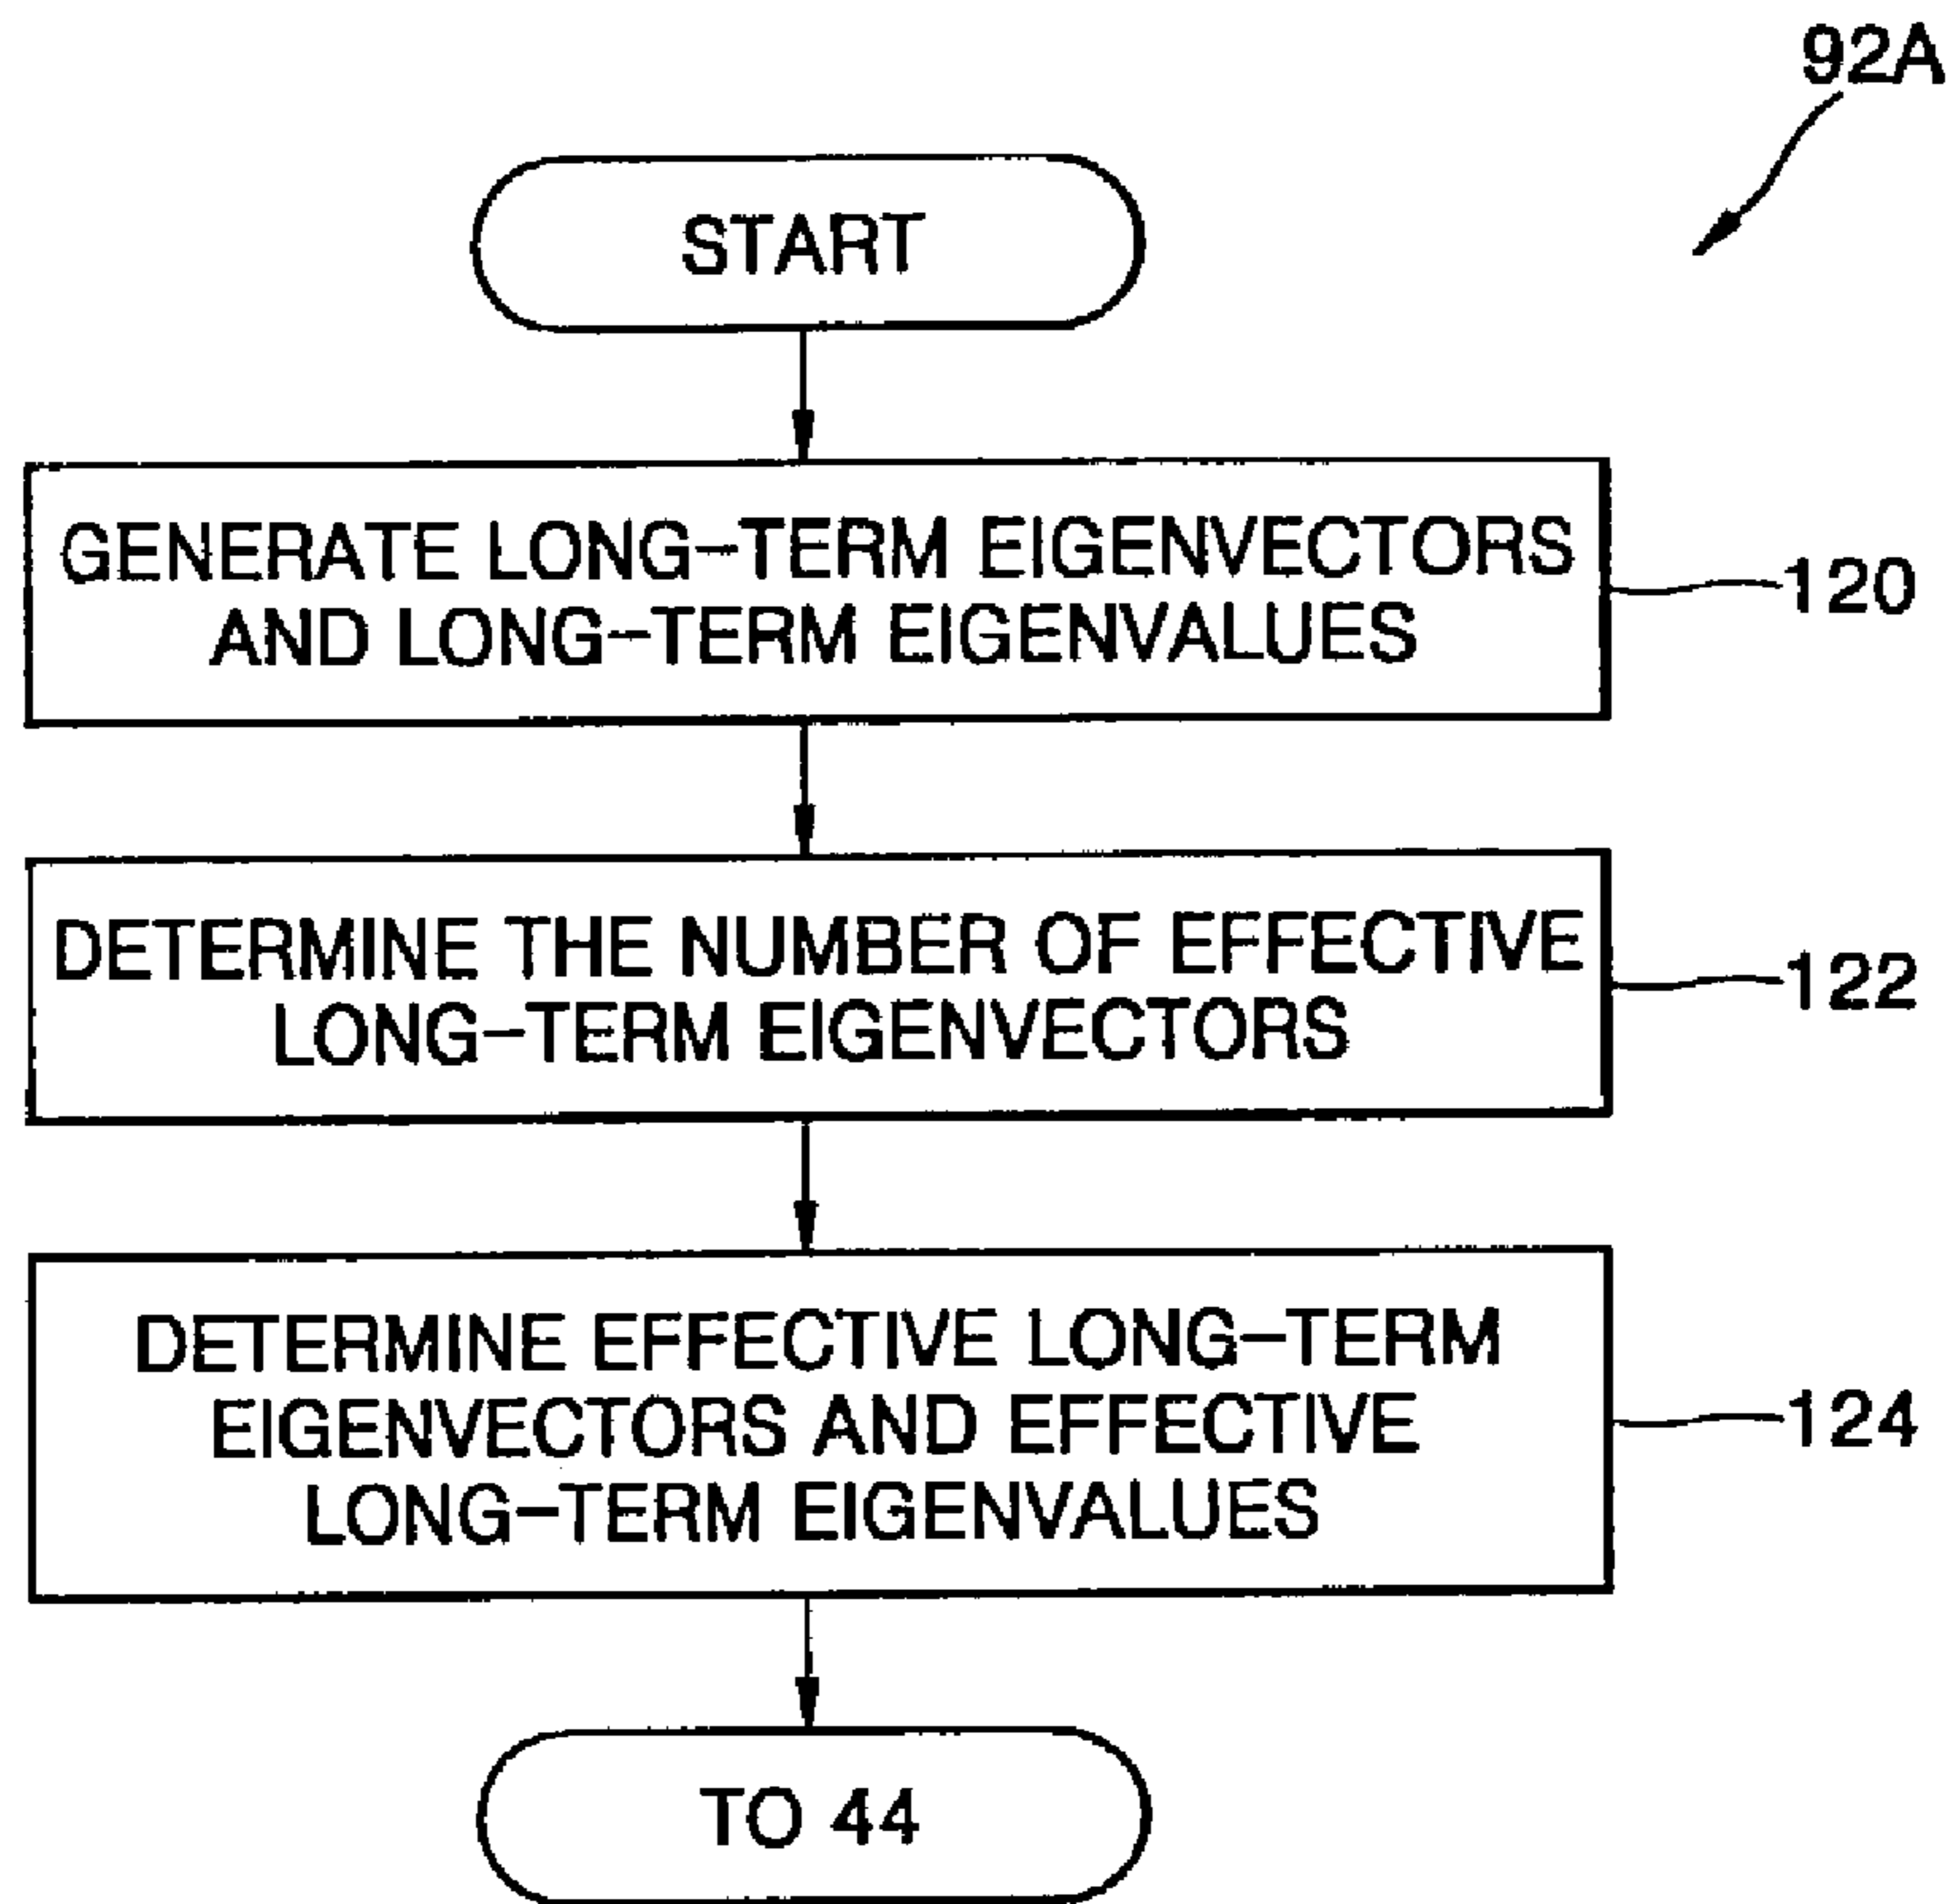 92A
START
GENERATE LONG-TERM EIGENVECTORS
AND LONG-TERM EIGENVALUES
120
DETERMINE THE NUMBER OF EFFECTIVE
LONG-TERM EIGENVECTORS
122
DETERMINE EFFECTIVE LONG-TERM
EIGENVECTORS AND EFFECTIVE
LONG-TERM EIGENVALUES
124
TO 44